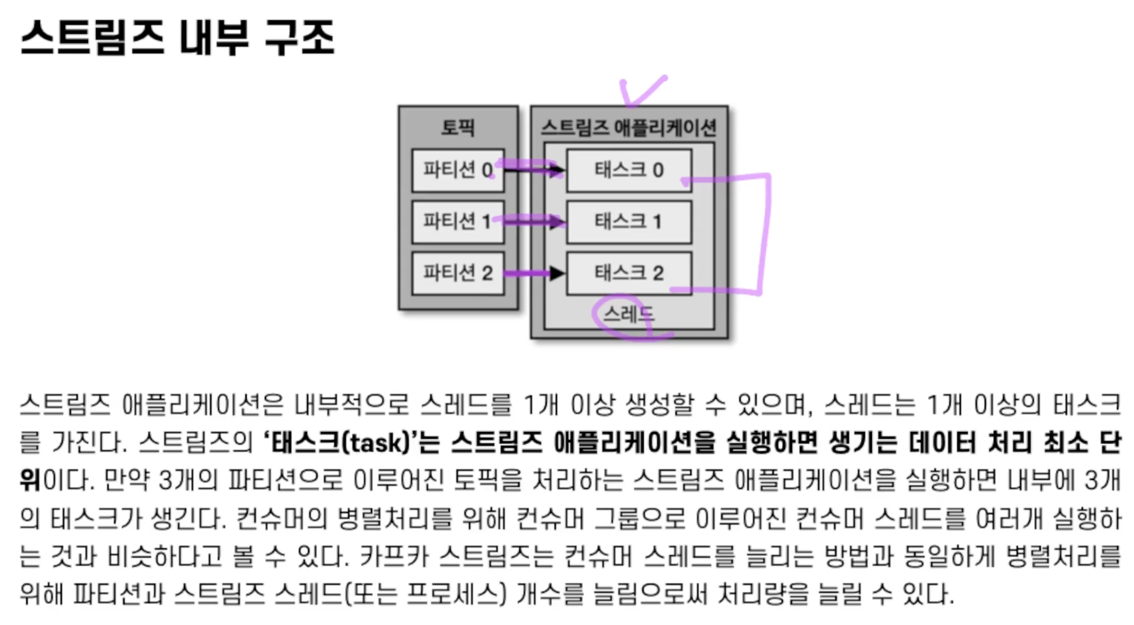 스트림즈 내부 구조
토픽
파티션 0
파티션 1
파티션 2
스트림즈 애플리케이션
태스크 0
태스크 1
태스크 2
스레드
스트림즈 애플리케이션은 내부적으로 스레드를 1개 이상 생성할 수 있으며, 스레드는 1개 이상의 태스크
를 가진다. 스트림즈의 ‘태스크(task)’는 스트림즈 애플리케이션을 실행하면 생기는 데이터 처리 최소 단
위이다. 만약 3개의 파티션으로 이루어진 토픽을 처리하는 스트림즈 애플리케이션을 실행하면 내부에 3개
의 태스크가 생긴다. 컨슈머의 병렬처리를 위해 컨슈머 그룹으로 이루어진 컨슈머 스레드를 여러개 실행하
는 것과 비슷하다고 볼 수 있다. 카프카 스트림즈는 컨슈머 스레드를 늘리는 방법과 동일하게 병렬처리를
위해 파티션과 스트림즈 스레드(또는 프로세스) 개수를 늘림으로써 처리량을 늘릴 수 있다.